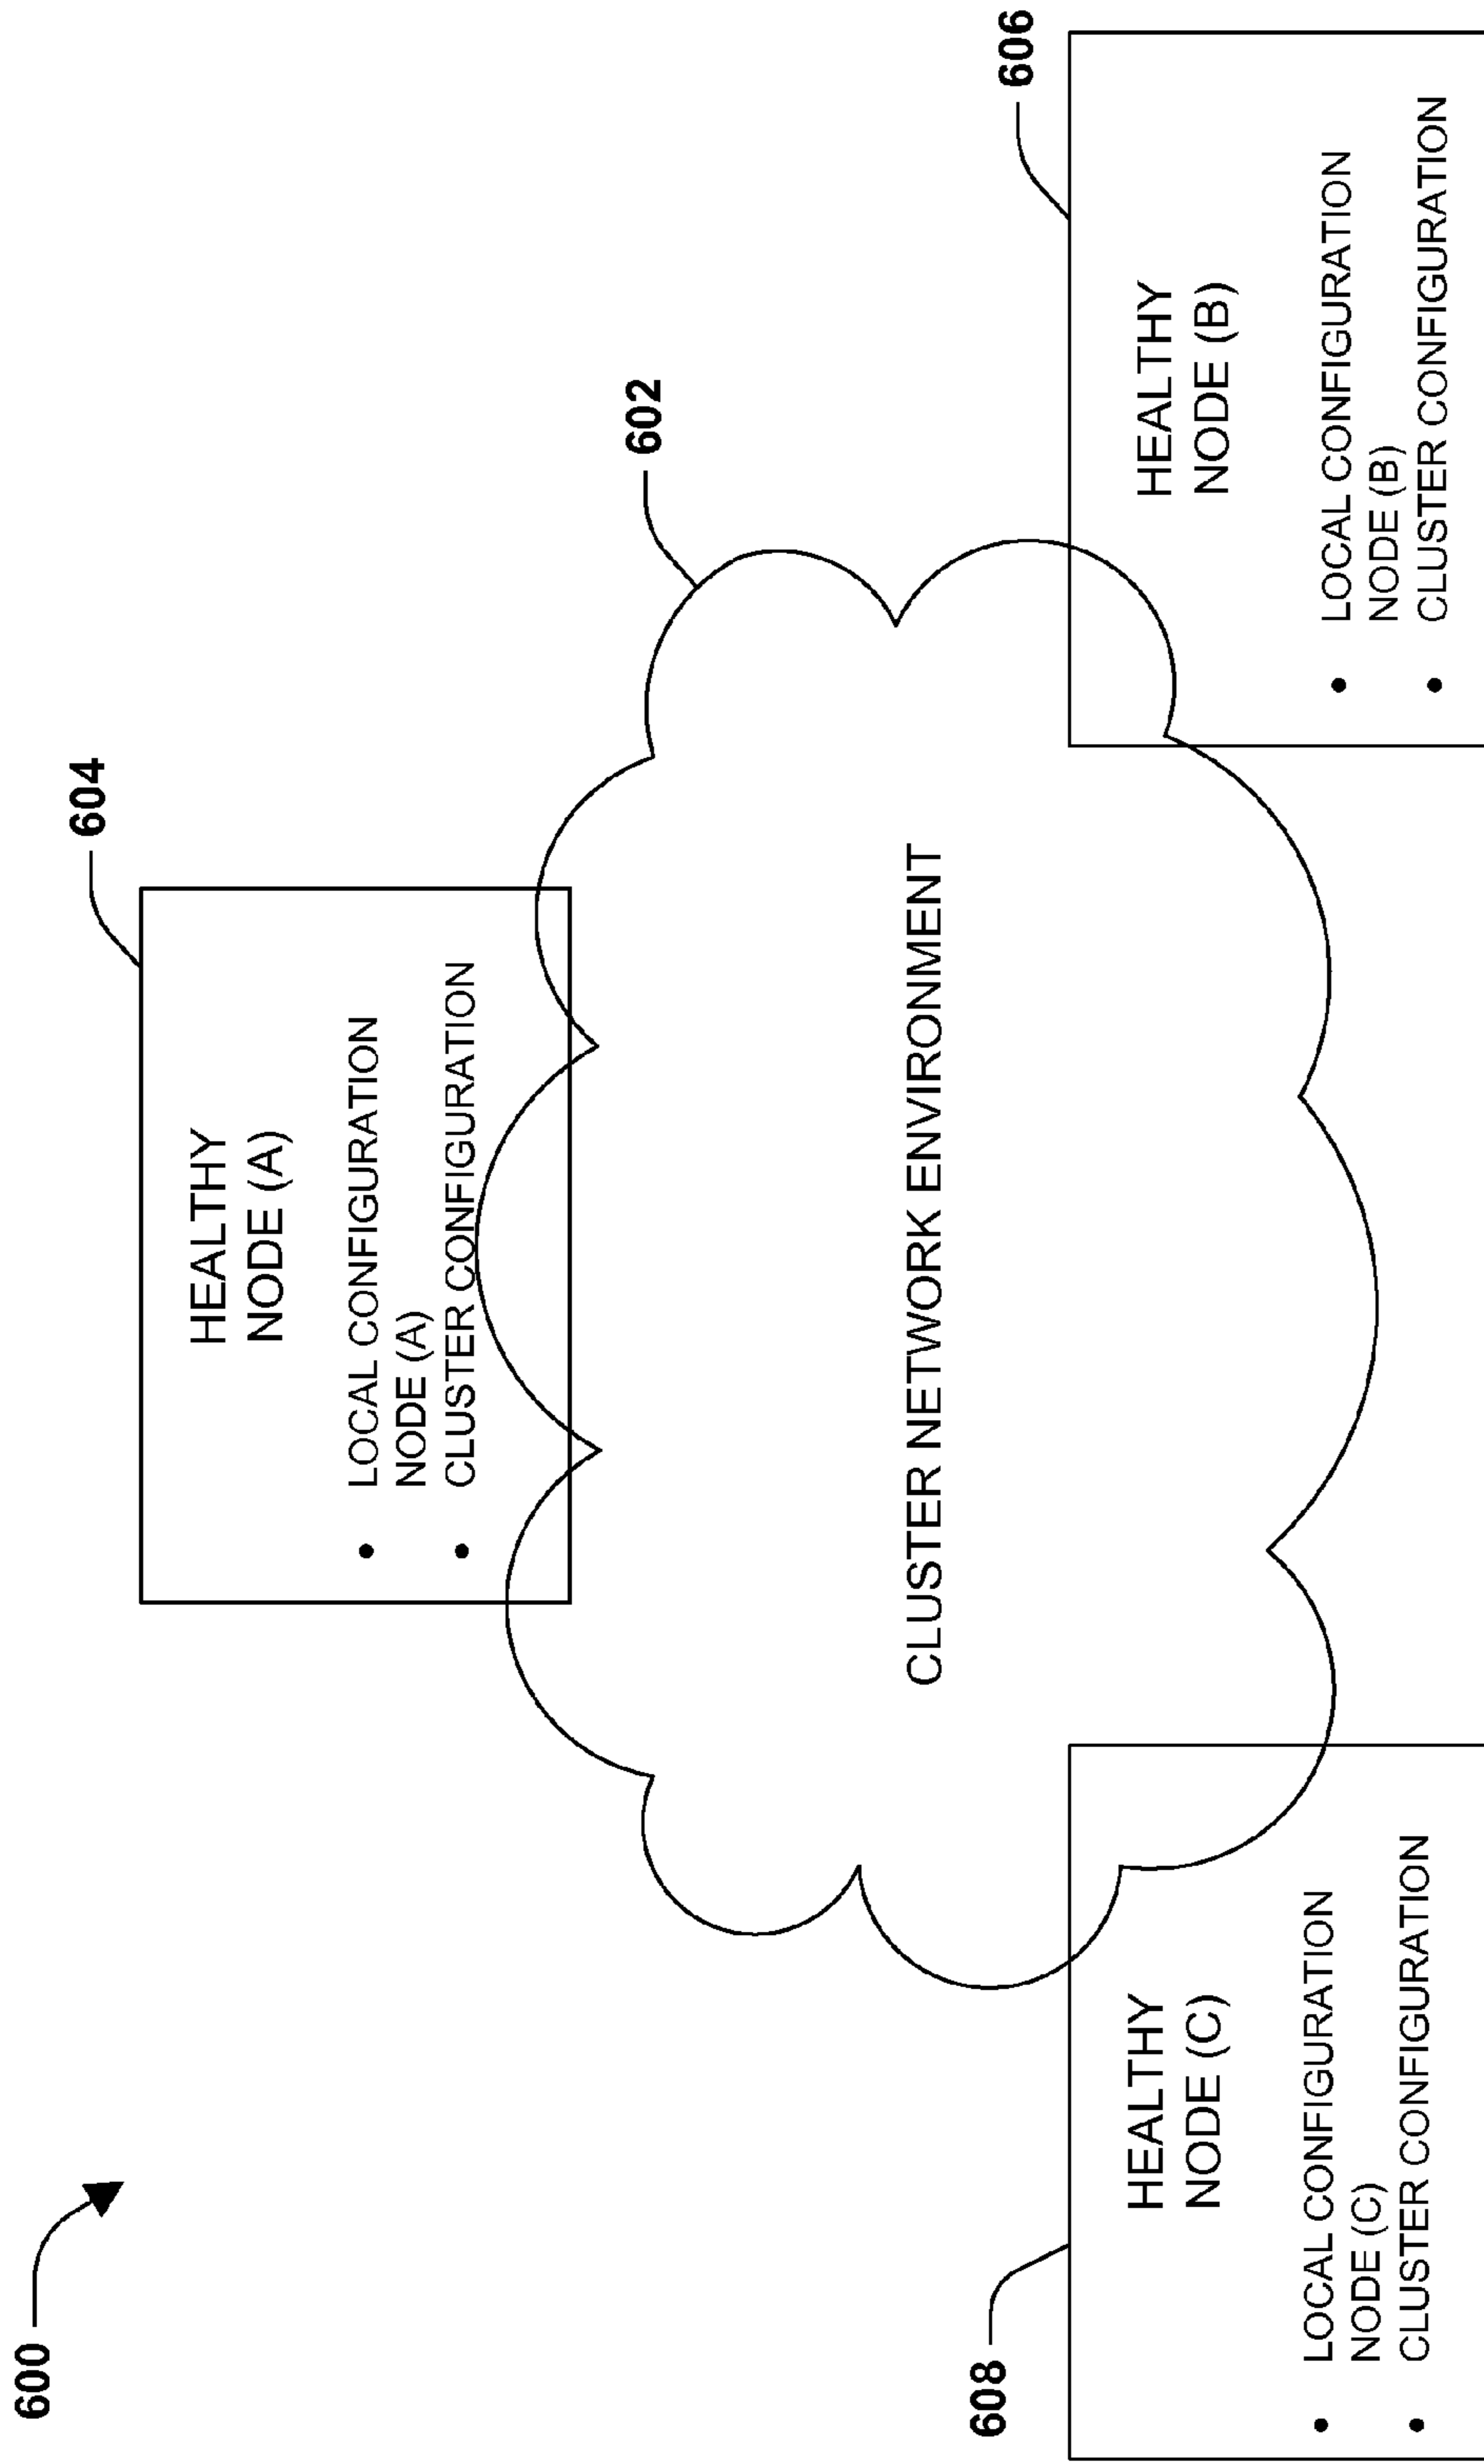 600
604
HEALTHY
NODE (A)
• LOCAL CONFIGURATION
NODE (A)
• CLUSTER CONFIGURATION
602
CLUSTER NETWORK ENVIRONMENT
608
HEALTHY
NODE (C)
• LOCAL CONFIGURATION
NODE (C)
• CLUSTER CONFIGURATION
606
HEALTHY
NODE (B)
• LOCAL CONFIGURATION
NODE (B)
• CLUSTER CONFIGURATION